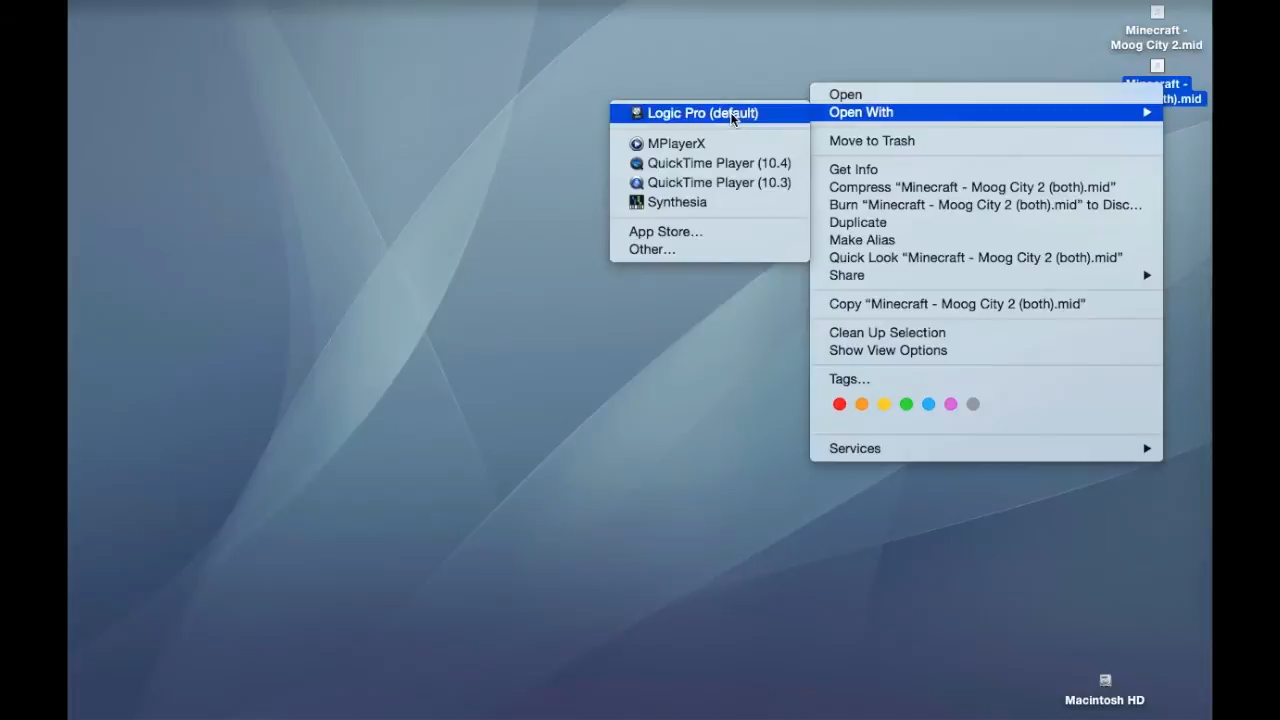 Minecraft -
Moog City 2.mid
Minecraft -
th).mid
Open
Open With
Move to Trash
Get Info
Compress “Minecraft - Moog City 2 (both).mid”
Burn “Minecraft - Moog City 2 (both).mid” to Disc…
Duplicate
Make Alias
Quick Look “Minecraft - Moog City 2 (both).mid”
Share
Copy “Minecraft - Moog City 2 (both).mid”
Clean Up Selection
Show View Options
Tags…
Services
Logic Pro (default)
MPlayerX
QuickTime Player (10.4)
QuickTime Player (10.3)
Synthesia
App Store…
Other…
Macintosh HD